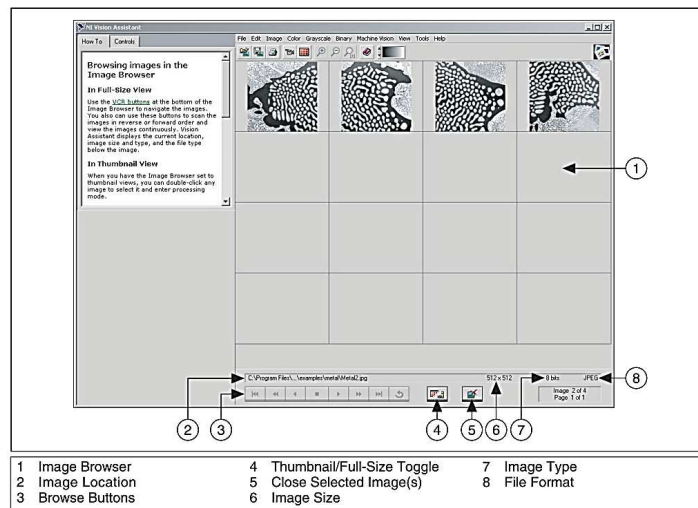 NI Vision Assistant
How To Controls
File Edit Image Color Grayscale Binary Machine Vision View Tools Help
Browsing images in the
Image Browser
In Full-Size View
Use the VCR buttons at the bottom of the
Image Browser to navigate the images.
You also can use these buttons to scan the
images in reverse or forward order and
view the images continuously. Vision
Assistant displays the current location,
image size and type, and the file type
below the image.
In Thumbnail View
When you have the Image Browser set to
thumbnail views, you can double-click any
image to select it and enter processing
mode.
1
C:\Program Files\...\examples\metal\Metal2.jpg 512×512 8 bits JPEG
Image 2 of 4
Page 1 of 1
2 3 4 5 6 7 8
1 Image Browser
2 Image Location
3 Browse Buttons
4 Thumbnail/Full-Size Toggle
5 Close Selected Image(s)
6 Image Size
7 Image Type
8 File Format